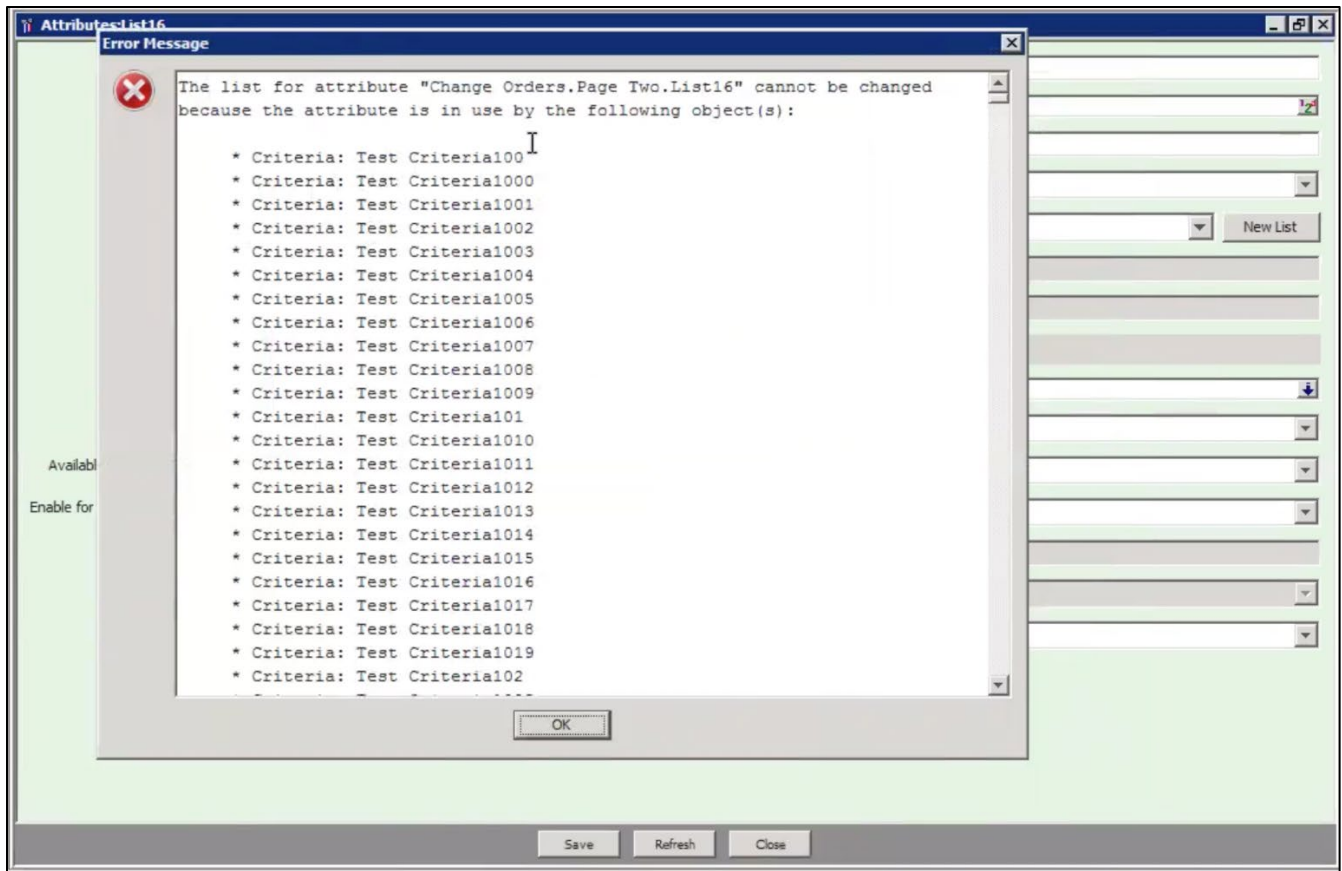 Attributes:List16
Error Message
The list for attribute "Change Orders.Page Two.List16" cannot be changed
because the attribute is in use by the following object(s):
* Criteria: Test Criteria100
* Criteria: Test Criteria1000
* Criteria: Test Criteria1001
* Criteria: Test Criteria1002
* Criteria: Test Criteria1003
* Criteria: Test Criteria1004
* Criteria: Test Criteria1005
* Criteria: Test Criteria1006
* Criteria: Test Criteria1007
* Criteria: Test Criteria1008
* Criteria: Test Criteria1009
* Criteria: Test Criteria101
* Criteria: Test Criteria1010
* Criteria: Test Criteria1011
* Criteria: Test Criteria1012
* Criteria: Test Criteria1013
* Criteria: Test Criteria1014
* Criteria: Test Criteria1015
* Criteria: Test Criteria1016
* Criteria: Test Criteria1017
* Criteria: Test Criteria1018
* Criteria: Test Criteria1019
* Criteria: Test Criteria102
OK
New List
Availabl
Enable for
Save Refresh Close